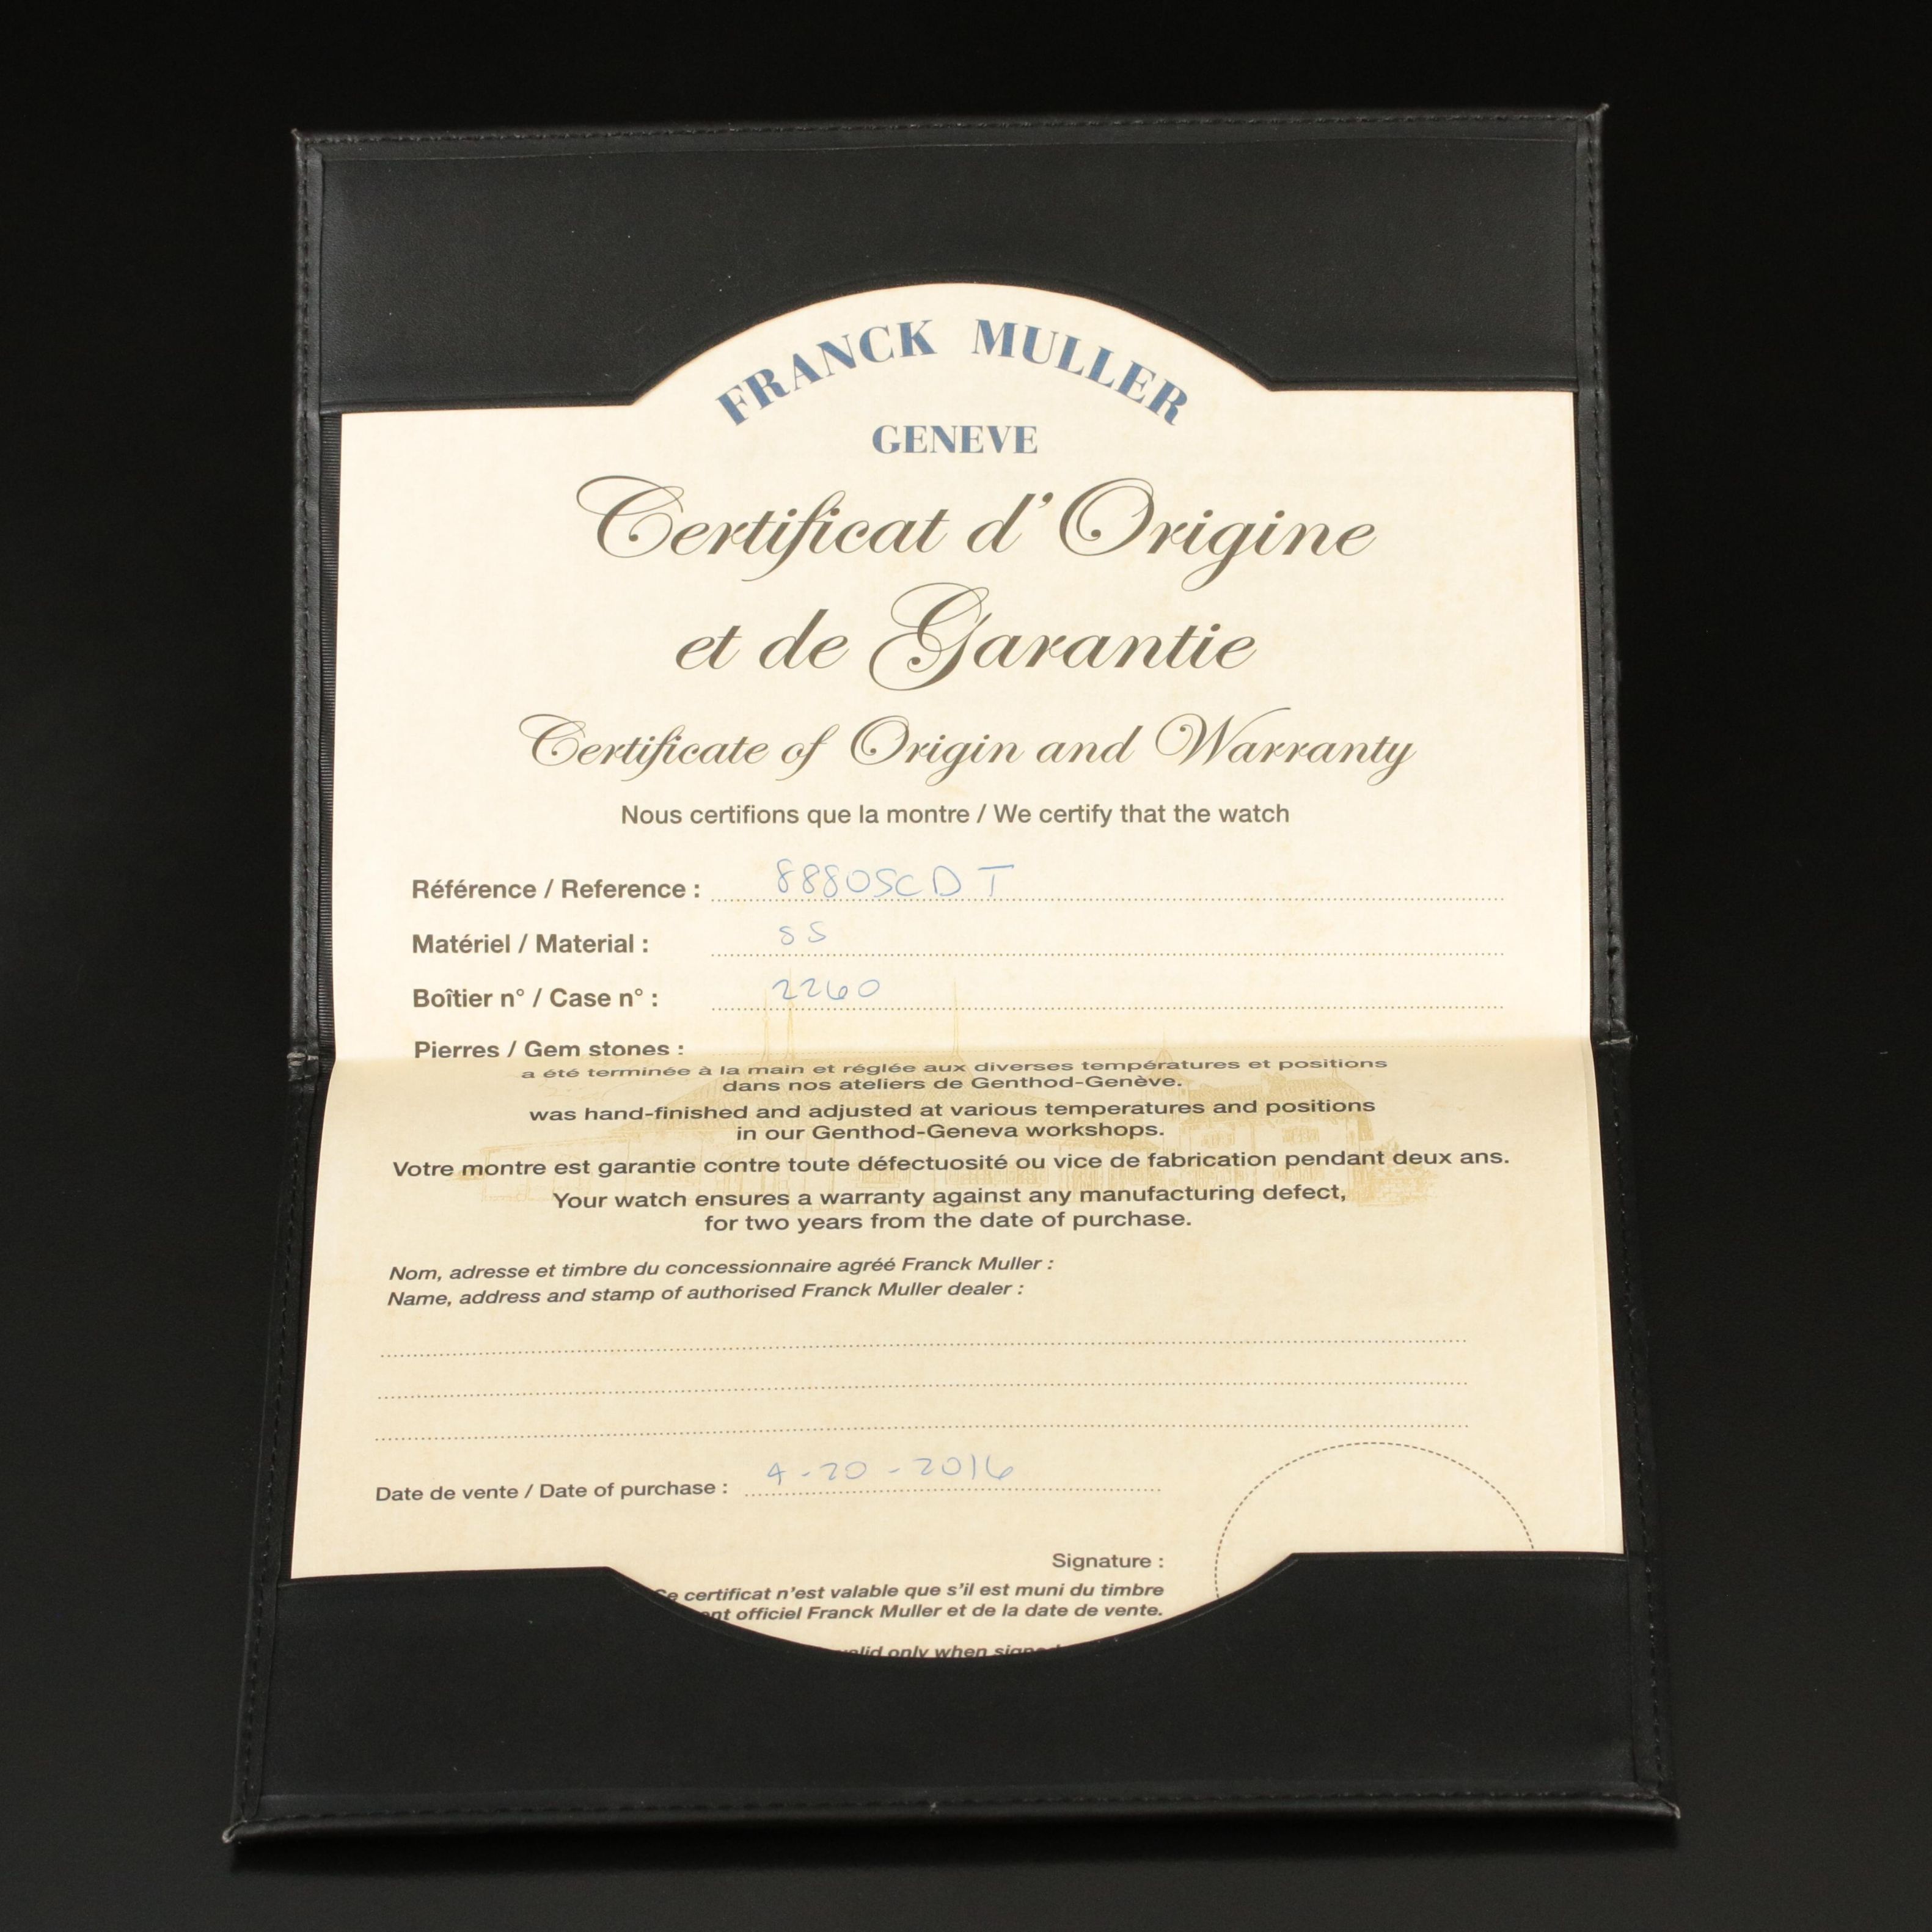 FRANCK MULLER
GENEVE
Certificat d'Origine
et de Garantie
Certificate of Origin and Warranty
Nous certifions que la montre / We certify that the watch
Référence / Reference : 8880SCDT
Matériel / Material : SS
Boîtier n° / Case n° : 2260
Pierres / Gem stones :
a été terminée à la main et réglée aux diverses températures et positions
dans nos ateliers de Genthod-Genève.
was hand-finished and adjusted at various temperatures and positions
in our Genthod-Geneva workshops.
Votre montre est garantie contre toute défectuosité ou vice de fabrication pendant deux ans.
Your watch ensures a warranty against any manufacturing defect,
for two years from the date of purchase.
Nom, adresse et timbre du concessionnaire agréé Franck Muller :
Name, address and stamp of authorised Franck Muller dealer :
Date de vente / Date of purchase : 4-20-2016
Signature :
Ce certificat n'est valable que s'il est muni du timbre
officiel Franck Muller et de la date de vente.
only when